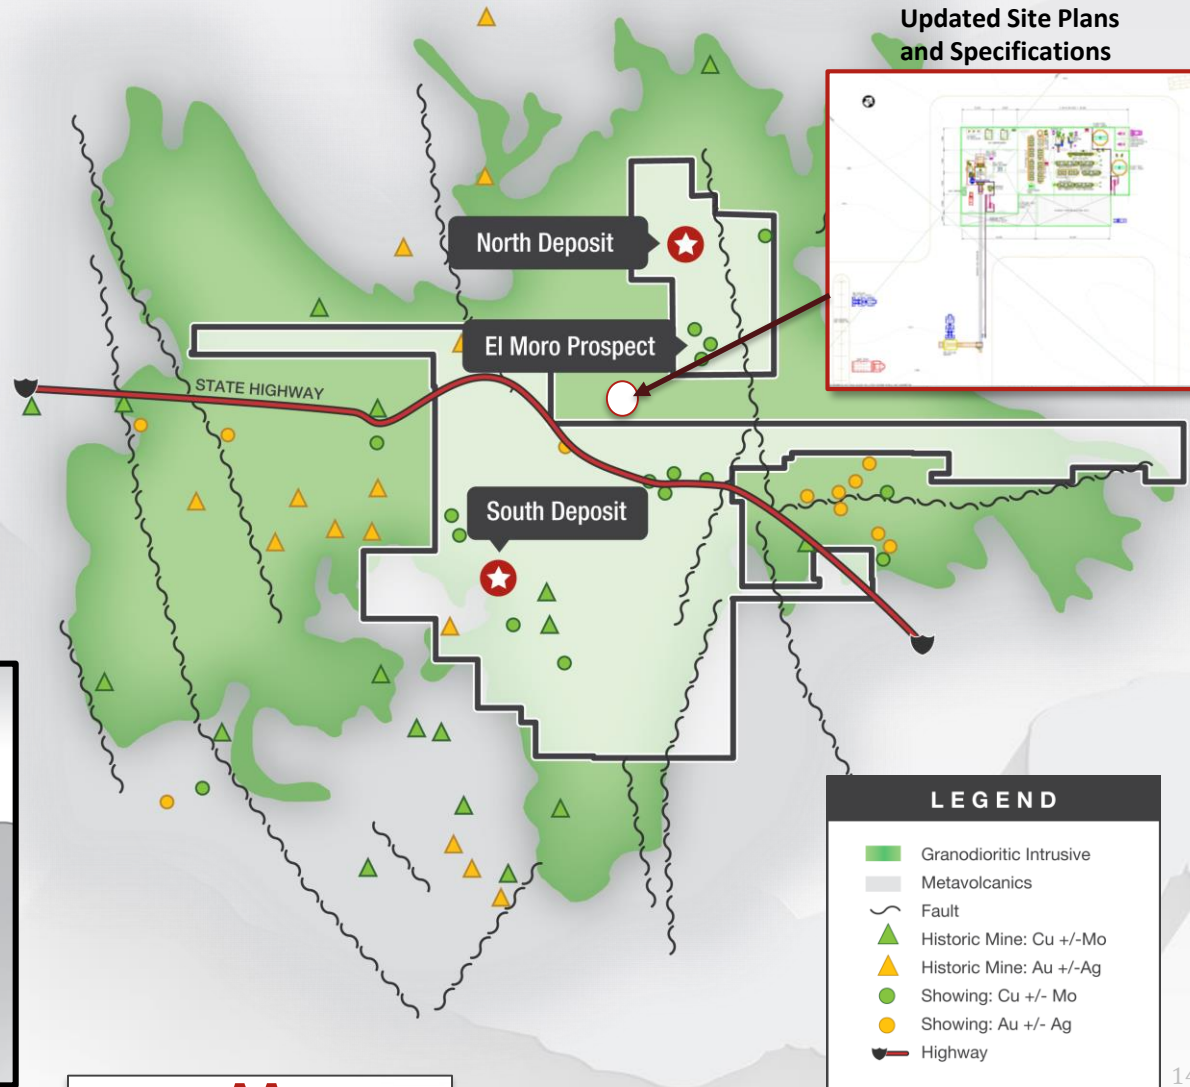 Updated Site Plans
and Specifications
North Deposit
El Moro Prospect
STATE HIGHWAY
South Deposit
LEGEND
Granodioritic Intrusive
Metavolcanics
Fault
Historic Mine: Cu +/-Mo
Historic Mine: Au +/-Ag
Showing: Cu +/- Mo
Showing: Au +/- Ag
Highway